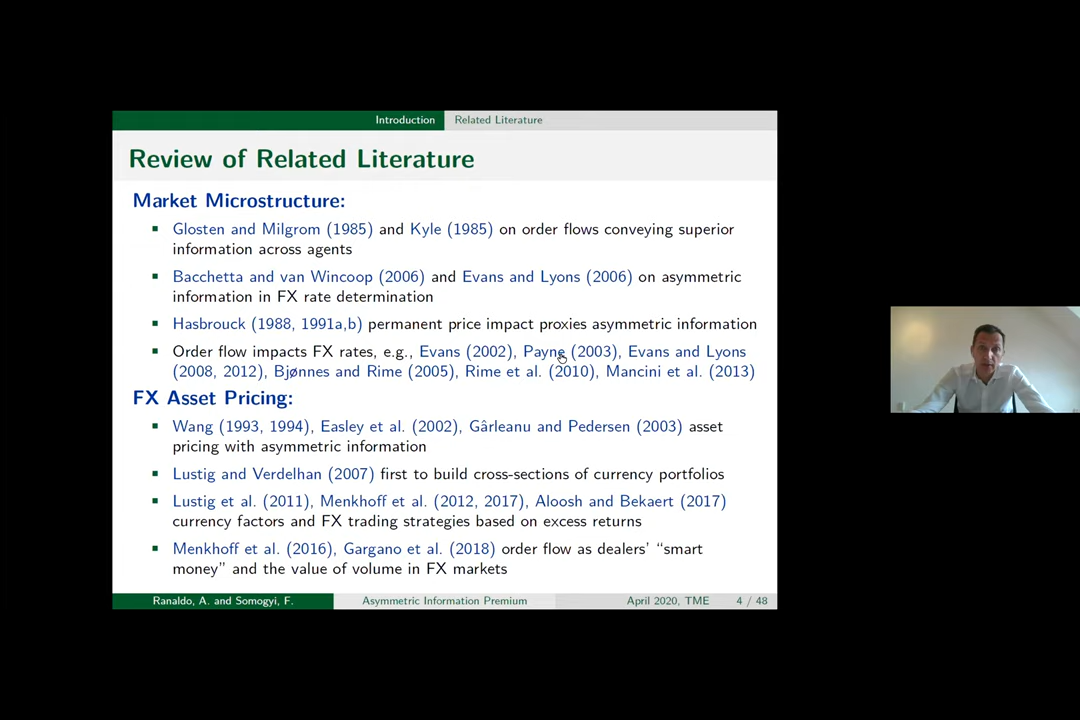 Introduction
Related Literature
Review of Related Literature
Market Microstructure:
Glosten and Milgrom (1985) and Kyle (1985) on order flows conveying superior
information across agents
Bacchetta and van Wincoop (2006) and Evans and Lyons (2006) on asymmetric
information in FX rate determination
Hasbrouck (1988, 1991a,b) permanent price impact proxies asymmetric information
Order flow impacts FX rates, e.g., Evans (2002), Payne (2003), Evans and Lyons
(2008, 2012), Bjønnes and Rime (2005), Rime et al. (2010), Mancini et al. (2013)
FX Asset Pricing:
Wang (1993, 1994), Easley et al. (2002), Gârleanu and Pedersen (2003) asset
pricing with asymmetric information
Lustig and Verdelhan (2007) first to build cross-sections of currency portfolios
Lustig et al. (2011), Menkhoff et al. (2012, 2017), Aloosh and Bekaert (2017)
currency factors and FX trading strategies based on excess returns
Menkhoff et al. (2016), Gargano et al. (2018) order flow as dealers' “smart
money” and the value of volume in FX markets
Ranaldo, A. and Somogyi, F.
Asymmetric Information Premium
April 2020, TME
4 / 48